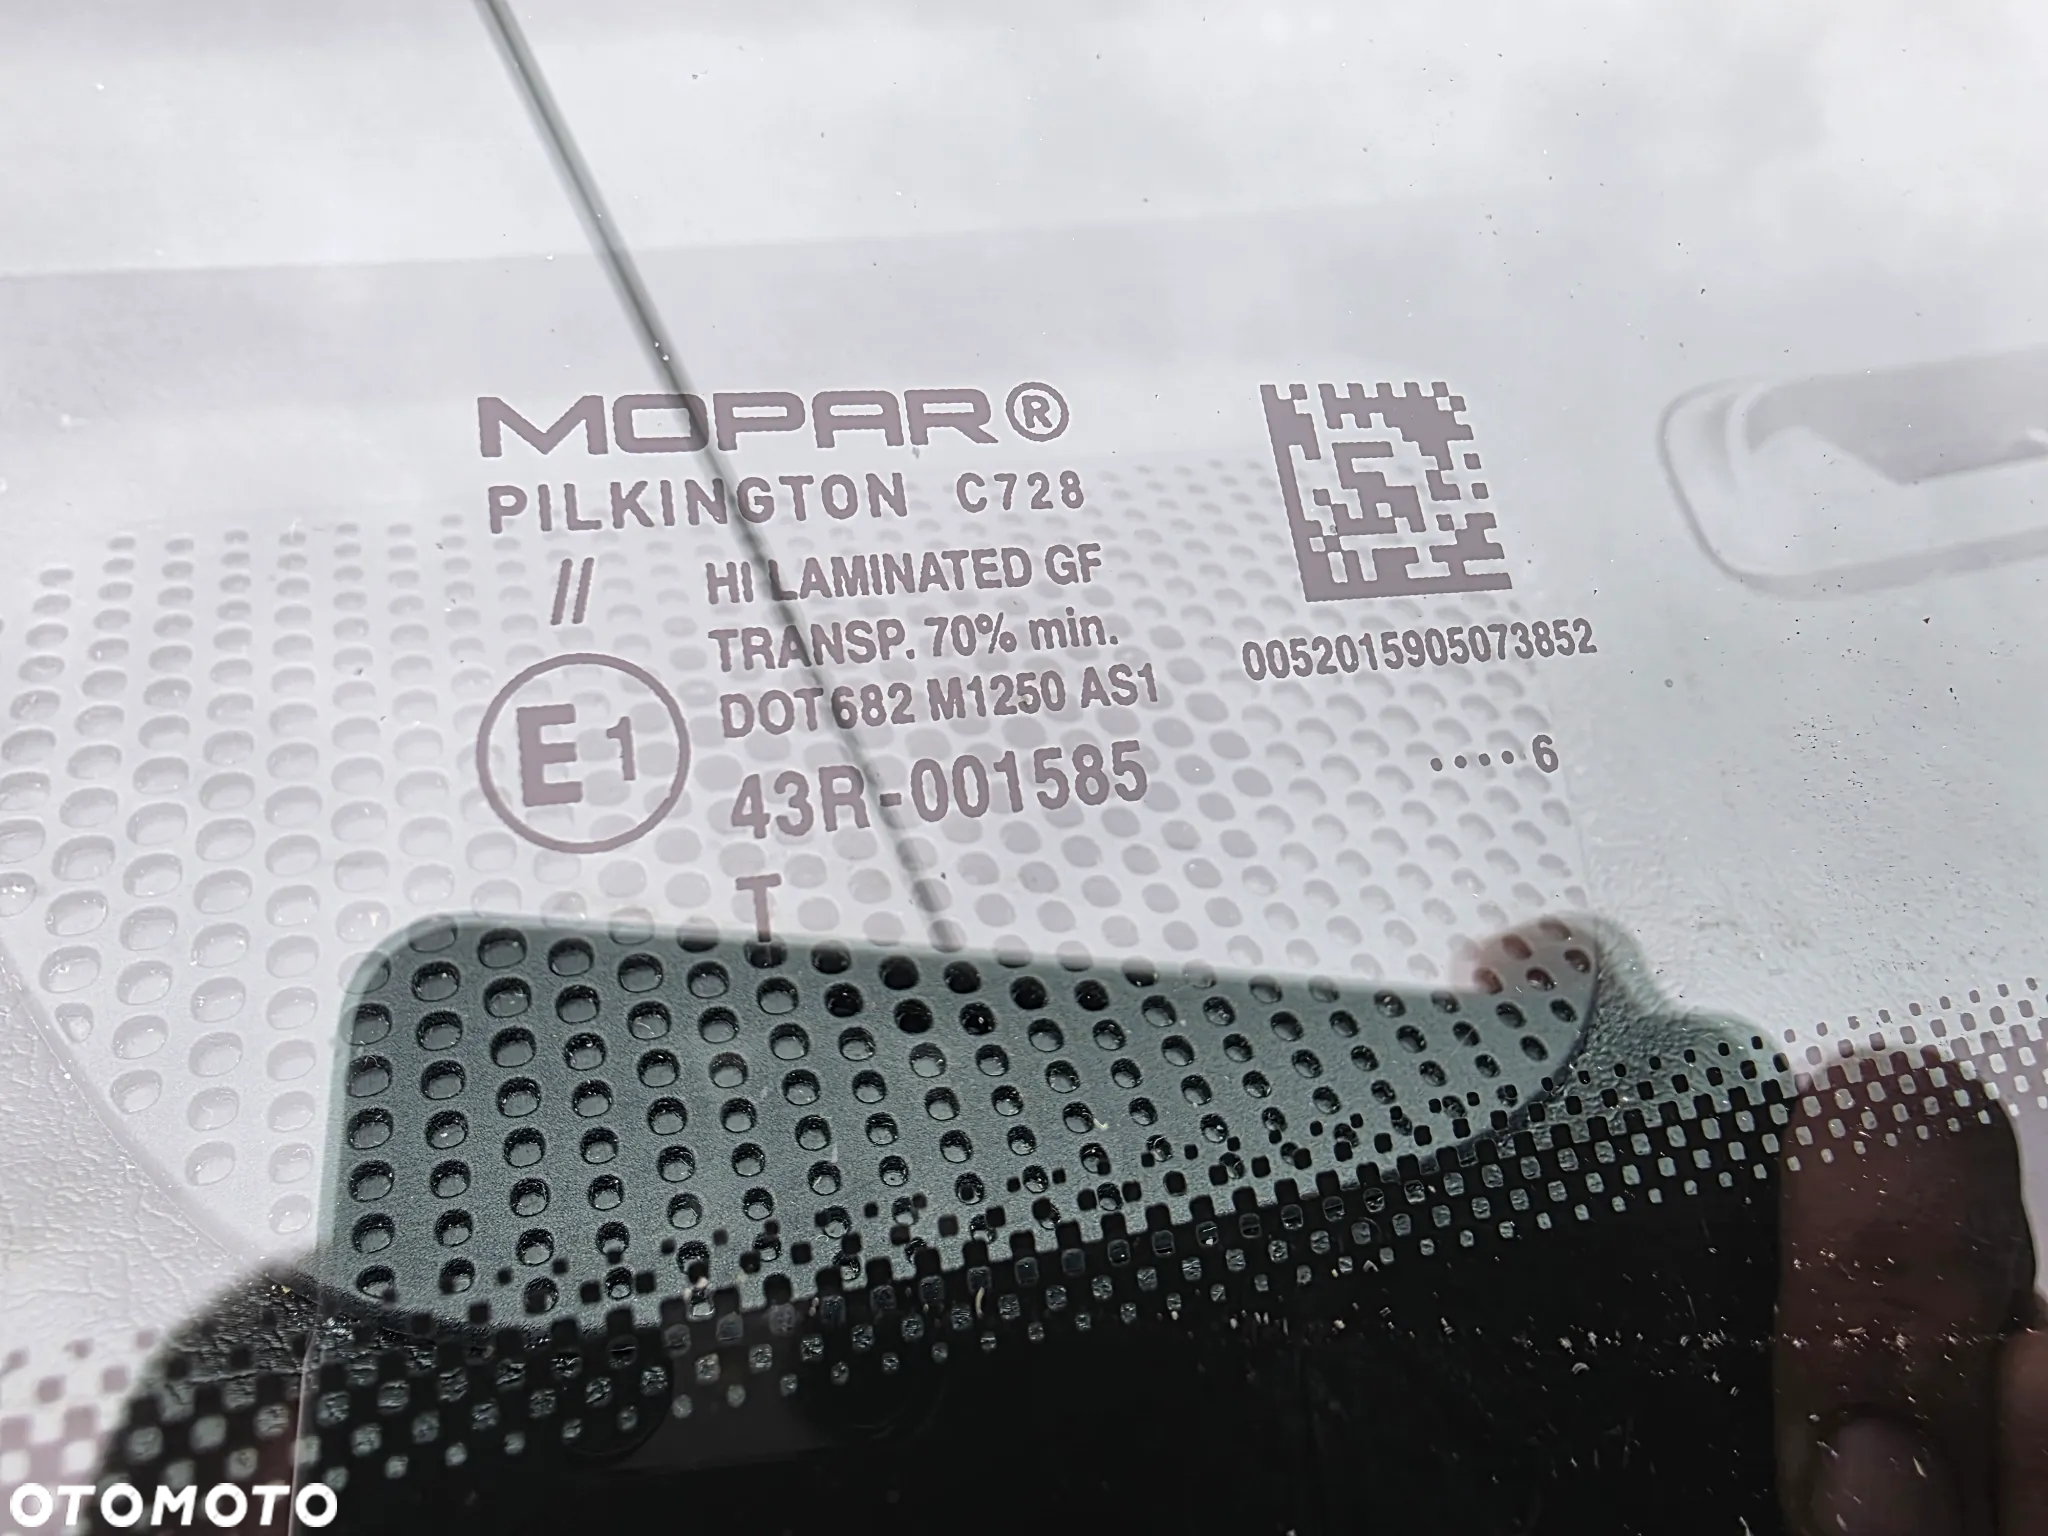 MOPAR®
PILKINGTON C728
// HI LAMINATED GF
TRANSP. 70% min.
DOT682 M1250 AS1
E1 43R-001585
T
0052015905073852
....6
OTOMOTO